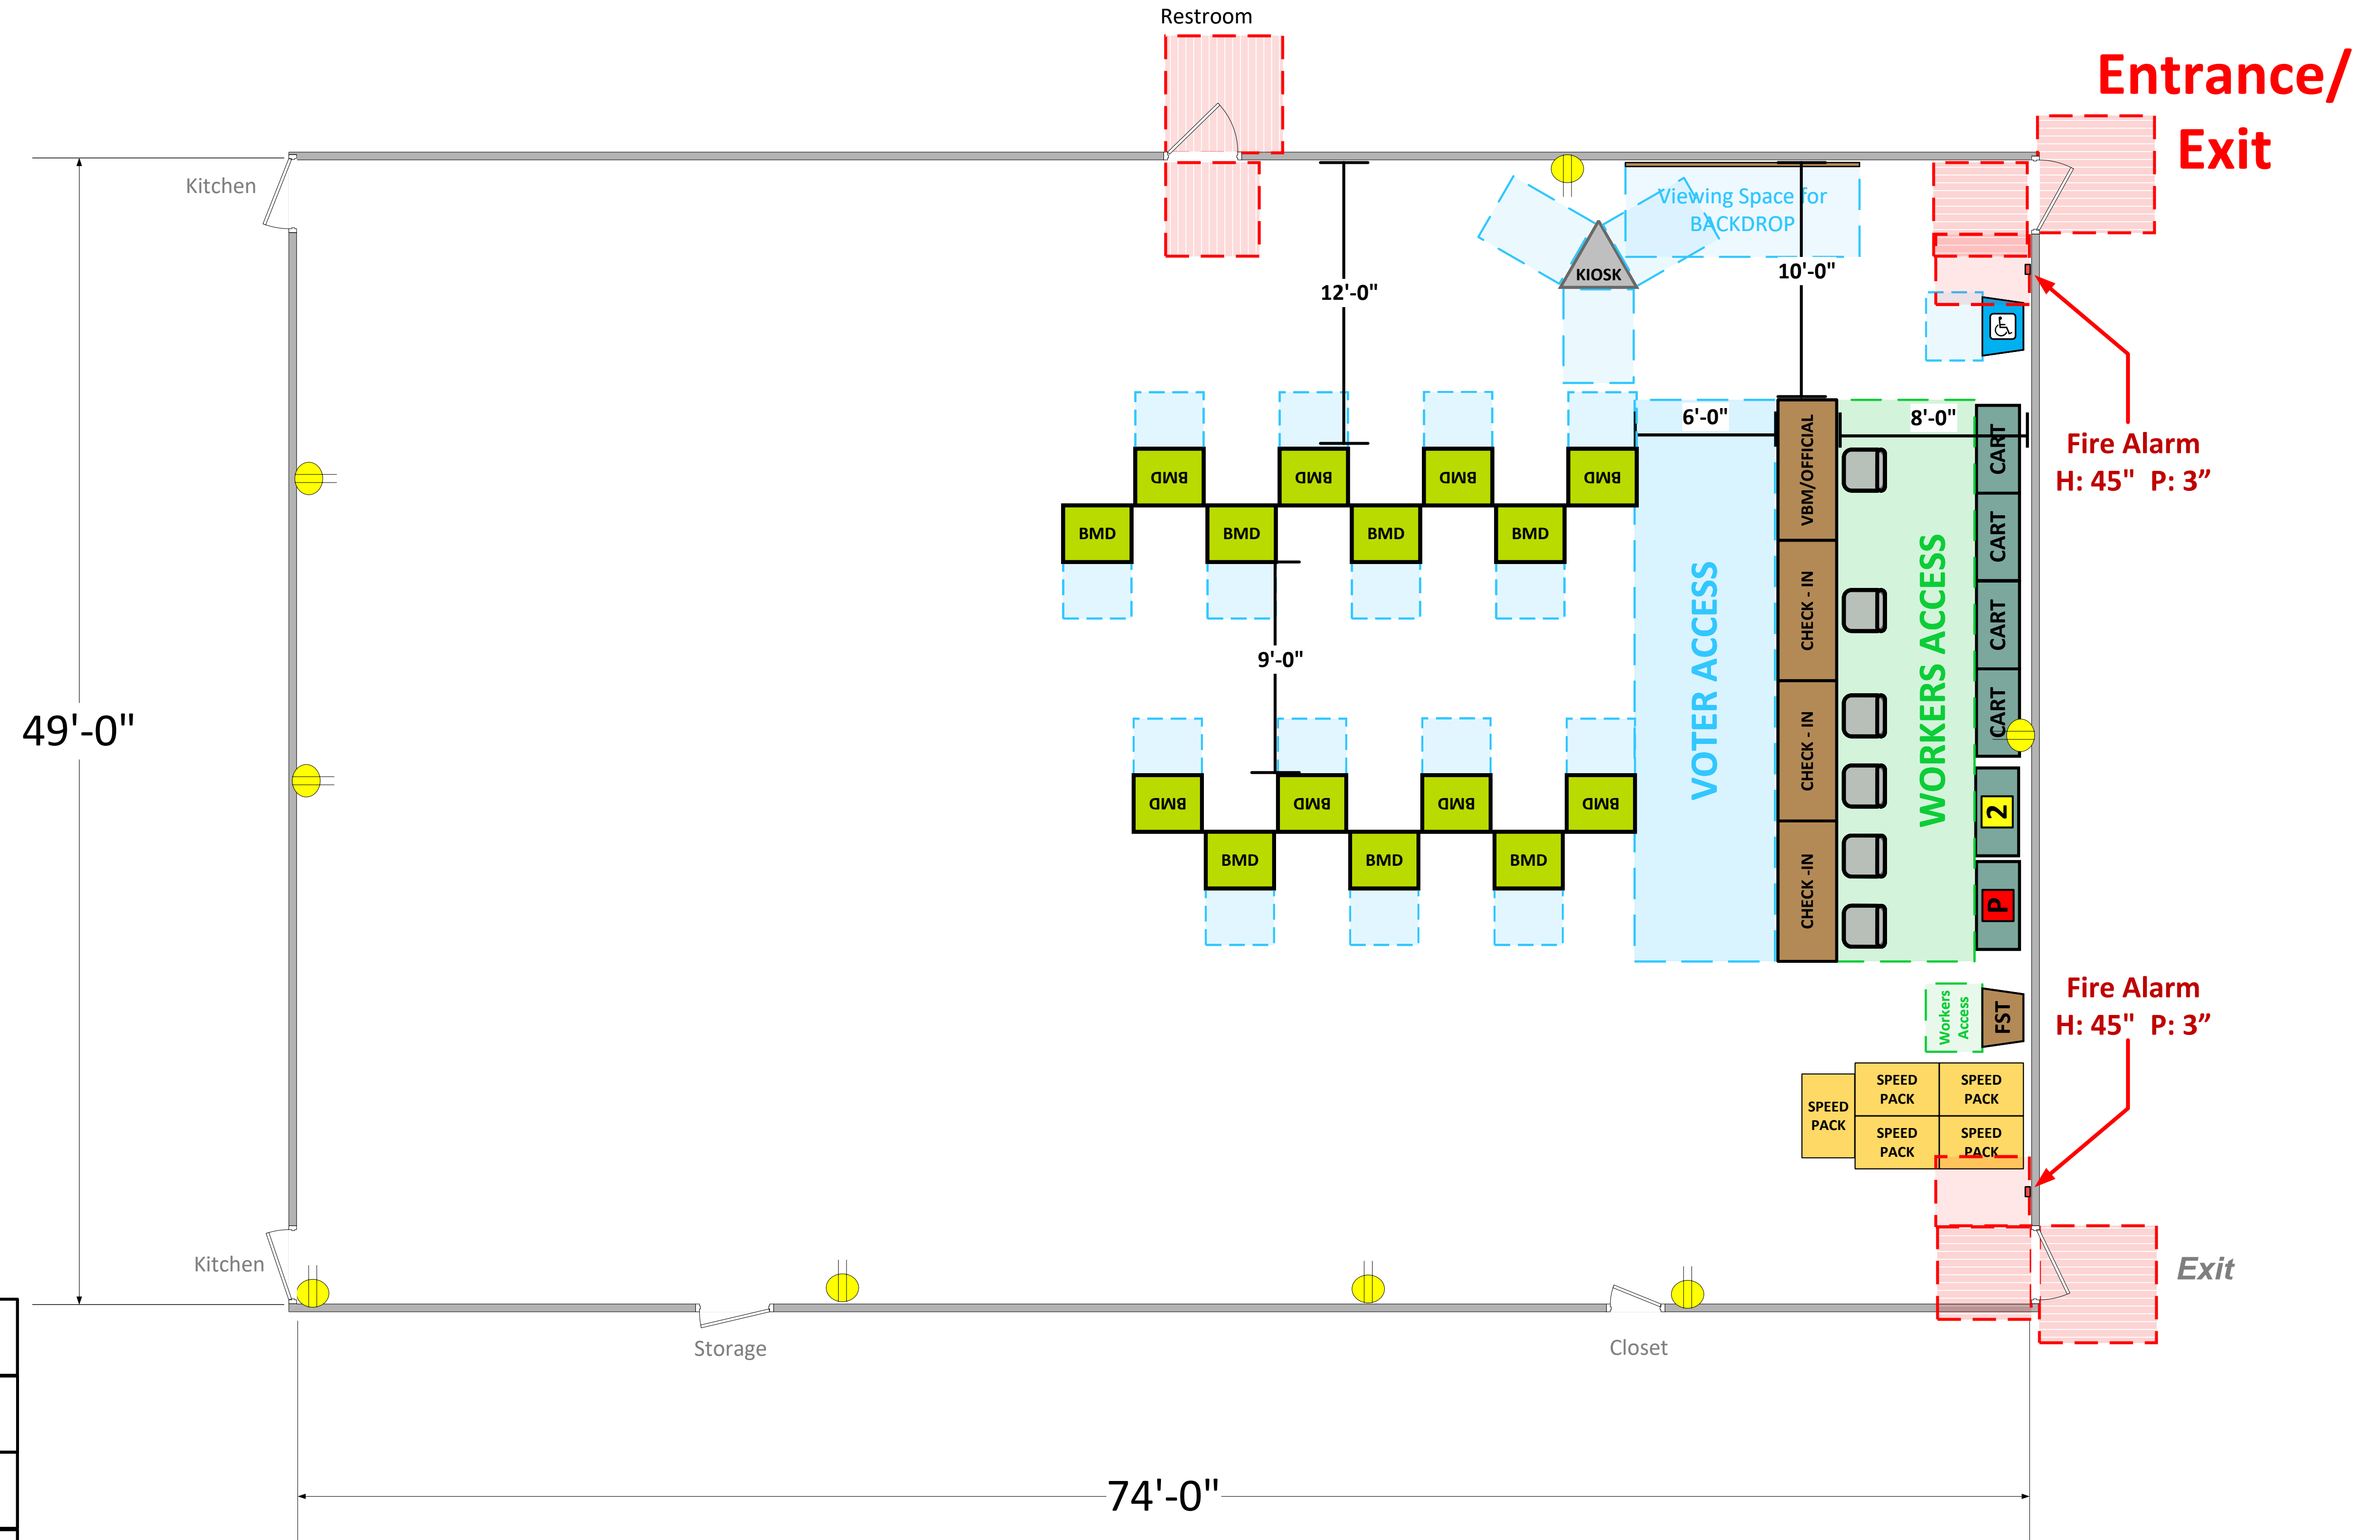 Restroom
Entrance/
Exit
Kitchen
Viewing Space for
BACKDROP
KIOSK
12'-0"
10'-0"
6'-0"
8'-0"
Fire Alarm
H: 45"  P: 3”
BMD
BMD
BMD
BMD
BMD
BMD
BMD
BMD
9'-0"
BMD
BMD
BMD
BMD
BMD
BMD
BMD
VOTER ACCESS
VBM/OFFICIAL
CHECK - IN
CHECK - IN
CHECK -IN
WORKERS ACCESS
CART
CART
CART
CART
2
P
49'-0"
Workers
Access
FST
Fire Alarm
H: 45"  P: 3”
SPEED
PACK
SPEED
PACK
SPEED
PACK
SPEED
PACK
SPEED
PACK
Kitchen
Exit
Storage
Closet
74'-0"